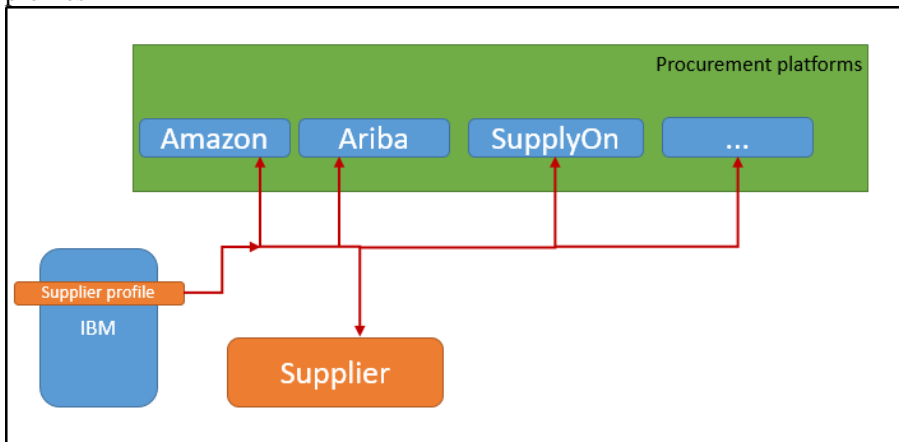 Procurement platforms
Amazon
Ariba
SupplyOn
...
Supplier profile
IBM
Supplier